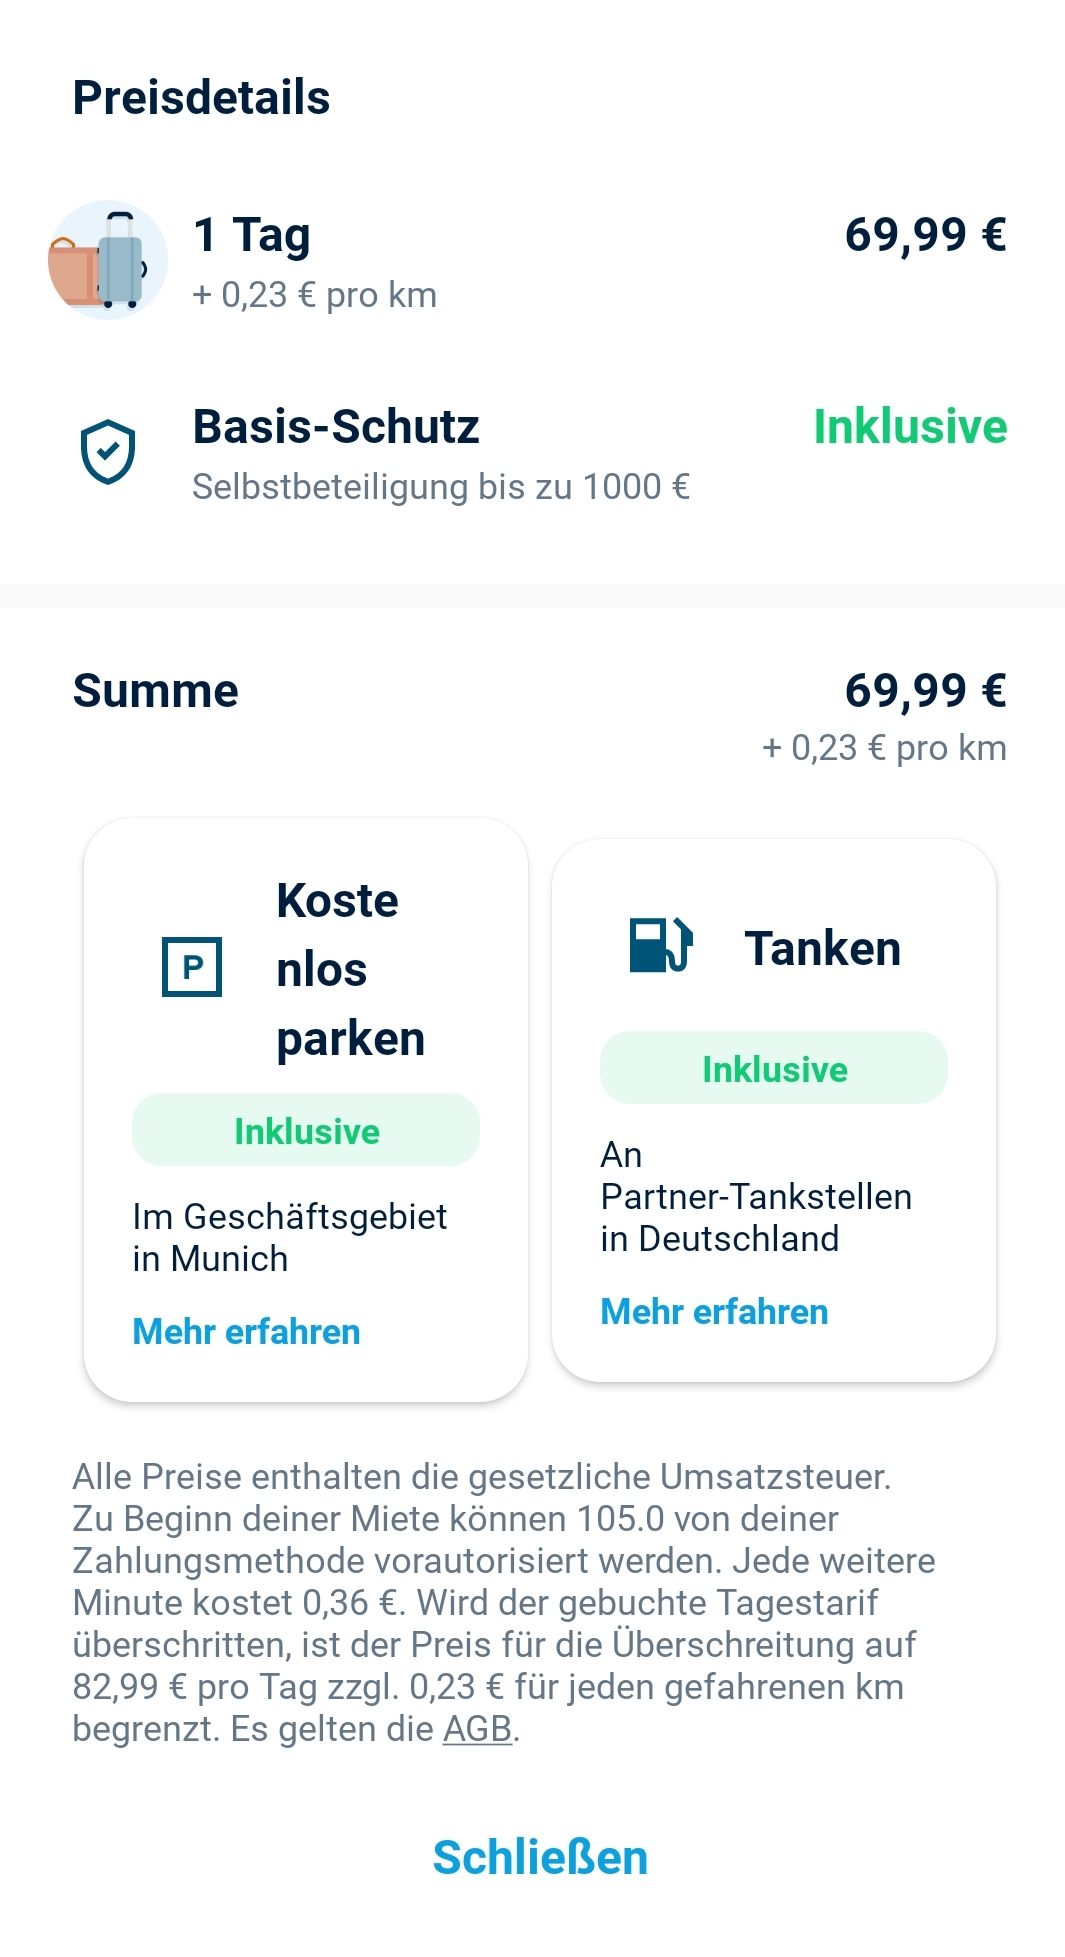 Preisdetails
1 Tag
69,99 €
+ 0,23 € pro km
Basis-Schutz
Inklusive
Selbstbeteiligung bis zu 1000 €
Summe
69,99 €
+ 0,23 € pro km
P
Koste
nlos
parken
Inklusive
Im Geschäftsgebiet
in Munich
Mehr erfahren
Tanken
Inklusive
An
Partner-Tankstellen
in Deutschland
Mehr erfahren
Alle Preise enthalten die gesetzliche Umsatzsteuer.
Zu Beginn deiner Miete können 105.0 von deiner
Zahlungsmethode vorautorisiert werden. Jede weitere
Minute kostet 0,36 €. Wird der gebuchte Tagestarif
überschritten, ist der Preis für die Überschreitung auf
82,99 € pro Tag zzgl. 0,23 € für jeden gefahrenen km
begrenzt. Es gelten die AGB.
Schließen